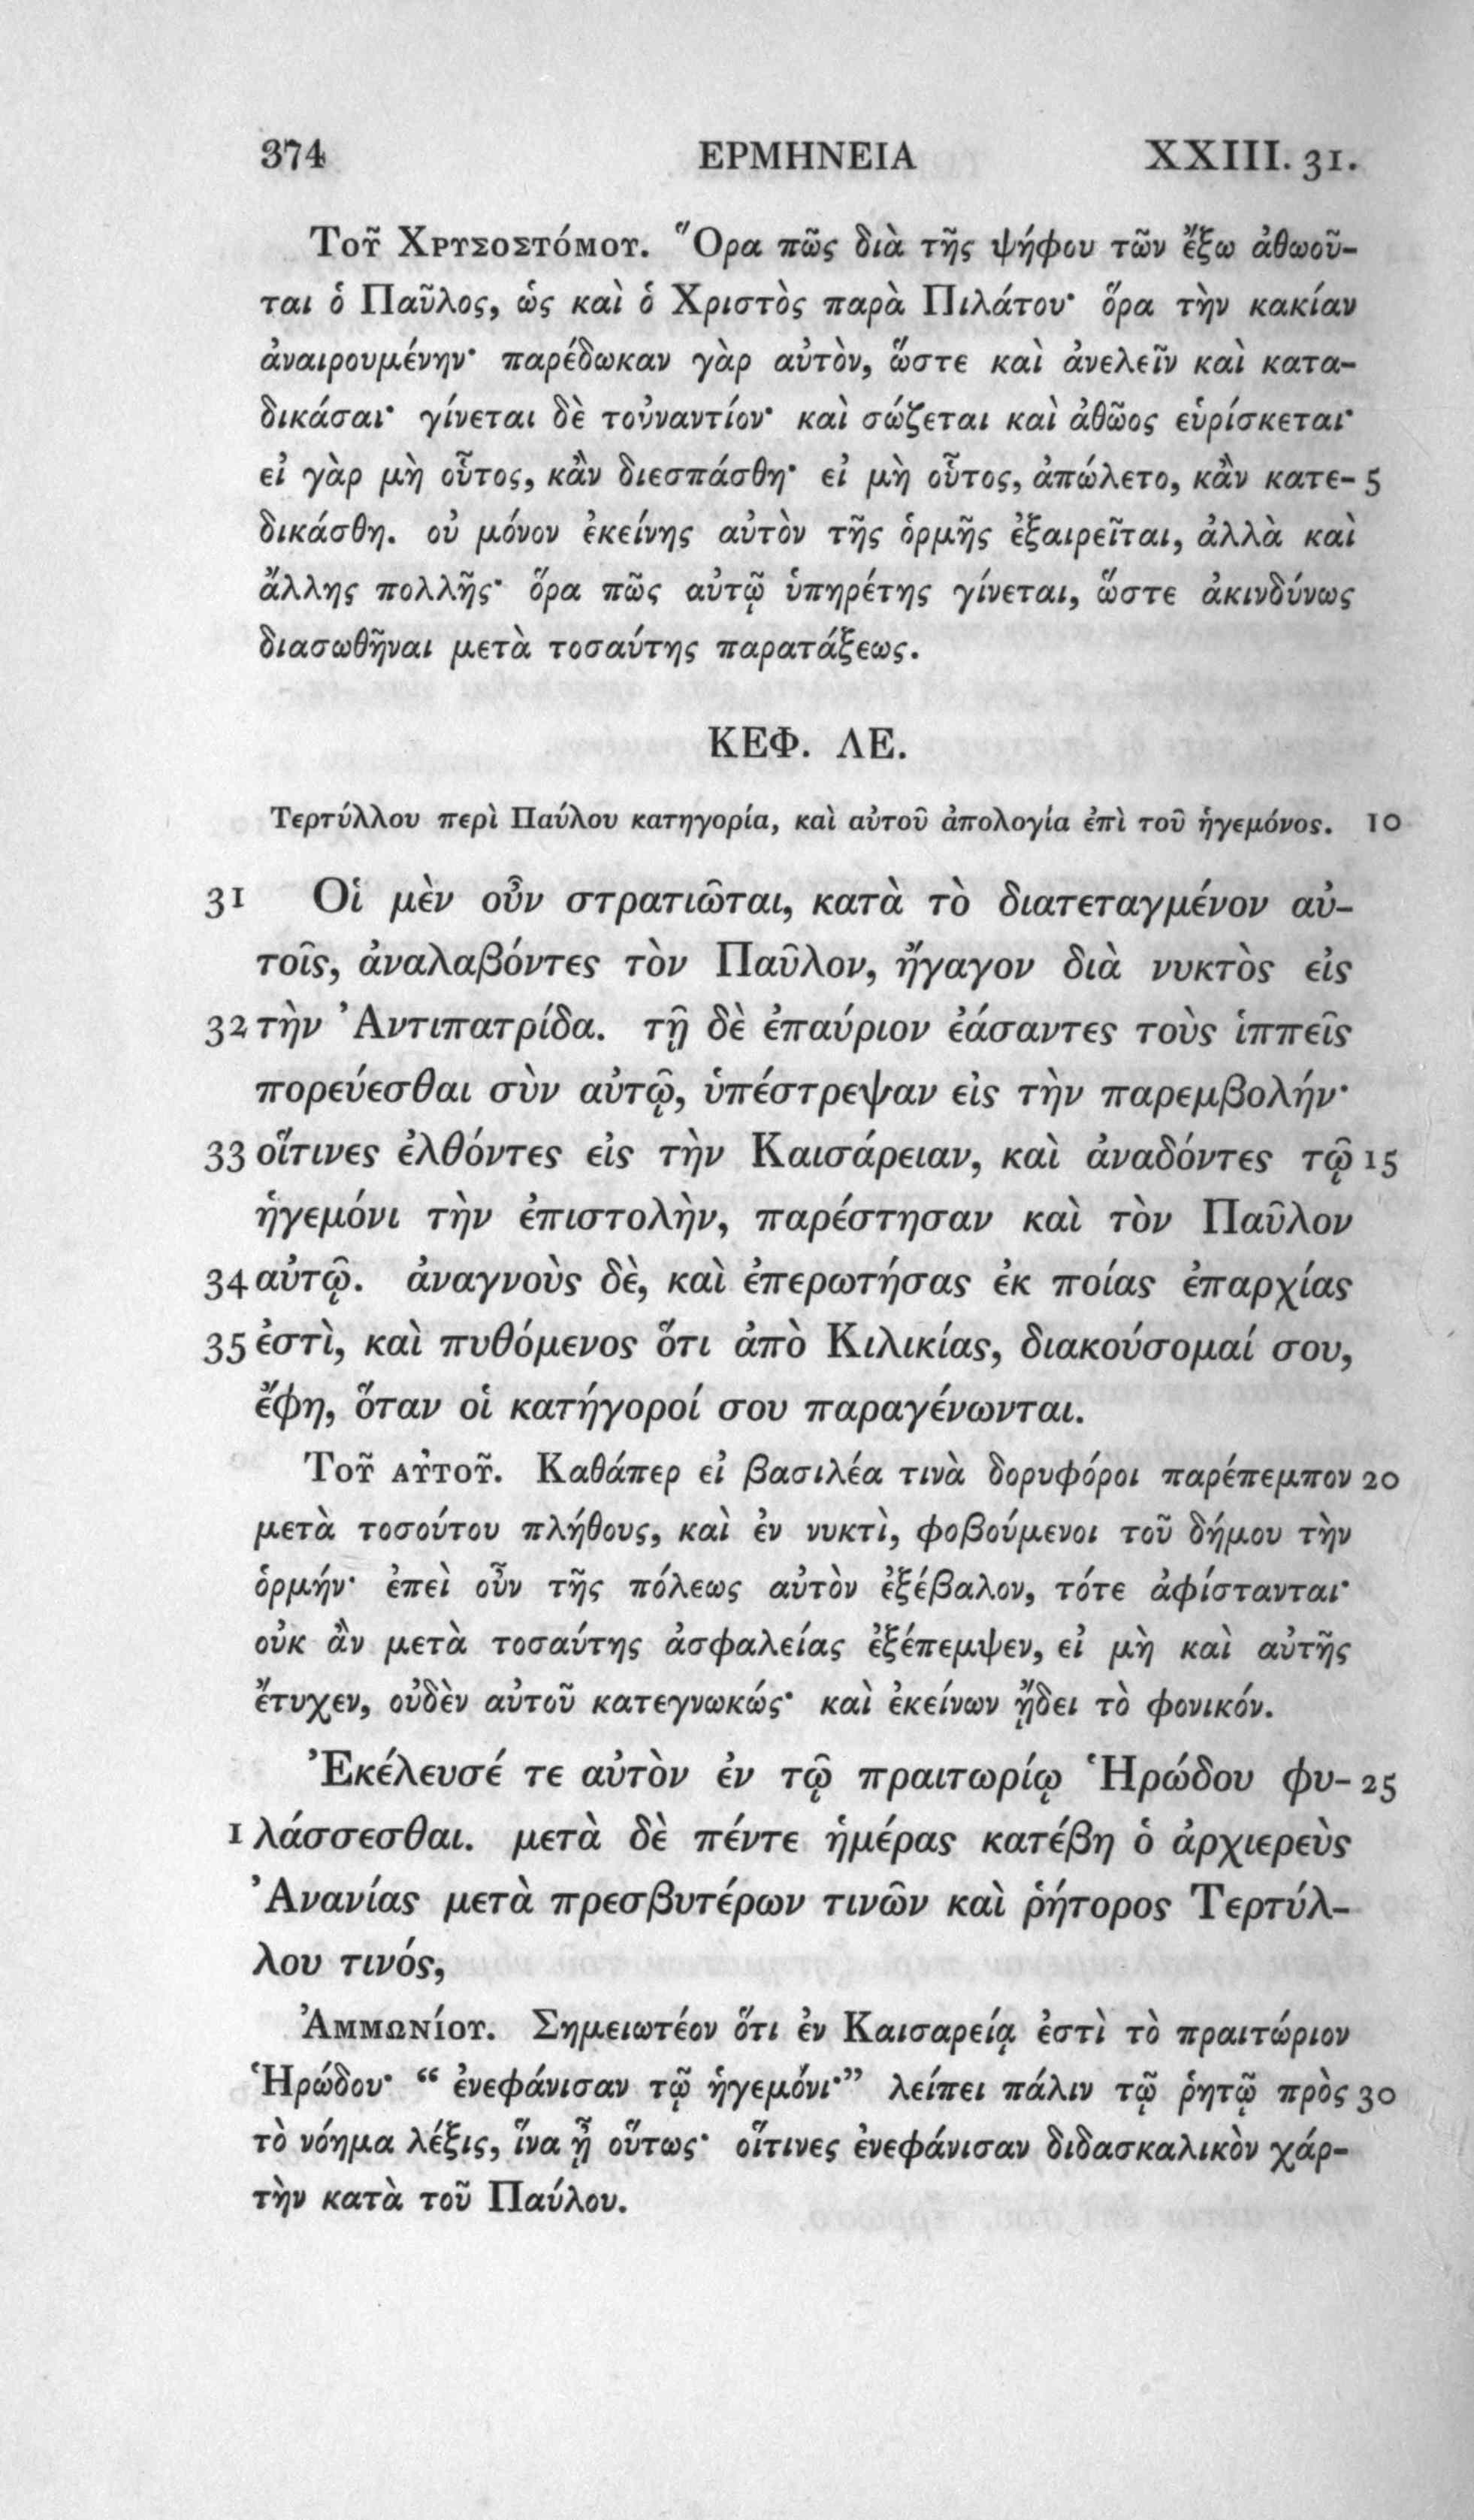 374 ΕΡΜΗΝΕΙΑ XXIII. 31.
Τοῦ Χρυσοστόμου. Ὅρα πῶς διὰ τῆς ψήφου τῶν ἔξω ἀθωοῦ-
ται ὁ Παῦλος, ὡς καὶ ὁ Χριστὸς παρὰ Πιλάτου· ὅρα τὴν κακίαν
ἀναιρουμένην· παρέδωκαν γὰρ αὐτὸν, ὥστε καὶ ἀνελεῖν καὶ κατα-
δικάσαι· γίνεται δὲ τοὐναντίον· καὶ σώζεται καὶ ἀθῶος εὑρίσκεται·
εἰ γὰρ μὴ οὗτος, κἂν διεσπάσθη· εἰ μὴ οὗτος, ἀπώλετο, κἂν κατε- 5
δικάσθη. οὐ μόνον ἐκείνης αὐτὸν τῆς ὁρμῆς ἐξαιρεῖται, ἀλλὰ καὶ
ἄλλης πολλῆς· ὅρα πῶς αὐτῷ ὑπηρέτης γίνεται, ὥστε ἀκινδύνως
διασωθῆναι μετὰ τοσαύτης παρατάξεως.
ΚΕΦ. ΛΕ.
Τερτύλλου περὶ Παύλου κατηγορία, καὶ αὐτοῦ ἀπολογία ἐπὶ τοῦ ἡγεμόνος. 10
31 Οἱ μὲν οὖν στρατιῶται, κατὰ τὸ διατεταγμένον αὐ-
τοῖς, ἀναλαβόντες τὸν Παῦλον, ἤγαγον διὰ νυκτὸς εἰς
32 τὴν Ἀντιπατρίδα. τῇ δὲ ἐπαύριον ἐάσαντες τοὺς ἱππεῖς
πορεύεσθαι σὺν αὐτῷ, ὑπέστρεψαν εἰς τὴν παρεμβολήν·
33 οἵτινες ἐλθόντες εἰς τὴν Καισάρειαν, καὶ ἀναδόντες τῷ 15
ἡγεμόνι τὴν ἐπιστολὴν, παρέστησαν καὶ τὸν Παῦλον
34 αὐτῷ. ἀναγνοὺς δὲ, καὶ ἐπερωτήσας ἐκ ποίας ἐπαρχίας
35 ἐστὶ, καὶ πυθόμενος ὅτι ἀπὸ Κιλικίας, διακούσομαί σου,
ἔφη, ὅταν οἱ κατήγοροί σου παραγένωνται.
Τοῦ αὐτοῦ. Καθάπερ εἰ βασιλέα τινὰ δορυφόροι παρέπεμπον 20
μετὰ τοσούτου πλήθους, καὶ ἐν νυκτὶ, φοβούμενοι τοῦ δήμου τὴν
ὁρμήν· ἐπεὶ οὖν τῆς πόλεως αὐτὸν ἐξέβαλον, τότε ἀφίστανται·
οὐκ ἂν μετὰ τοσαύτης ἀσφαλείας ἐξέπεμψεν, εἰ μὴ καὶ αὐτῆς
ἔτυχεν, οὐδὲν αὐτοῦ κατεγνωκώς· καὶ ἐκείνων ᾔδει τὸ φονικόν.
Ἐκέλευσέ τε αὐτὸν ἐν τῷ πραιτωρίῳ Ἡρώδου φυ- 25
1 λάσσεσθαι. μετὰ δὲ πέντε ἡμέρας κατέβη ὁ ἀρχιερεὺς
Ἀνανίας μετὰ πρεσβυτέρων τινῶν καὶ ῥήτορος Τερτύλ-
λου τινός,
Ἀμμωνίου. Σημειωτέον ὅτι ἐν Καισαρείᾳ ἐστὶ τὸ πραιτώριον
Ἡρώδου· “ ἐνεφάνισαν τῷ ἡγεμόνι·” λείπει πάλιν τῷ ῥητῷ πρὸς 30
τὸ νόημα λέξις, ἵνα ᾖ οὕτως· οἵτινες ἐνεφάνισαν διδασκαλικὸν χάρ-
τὴν κατὰ τοῦ Παύλου.